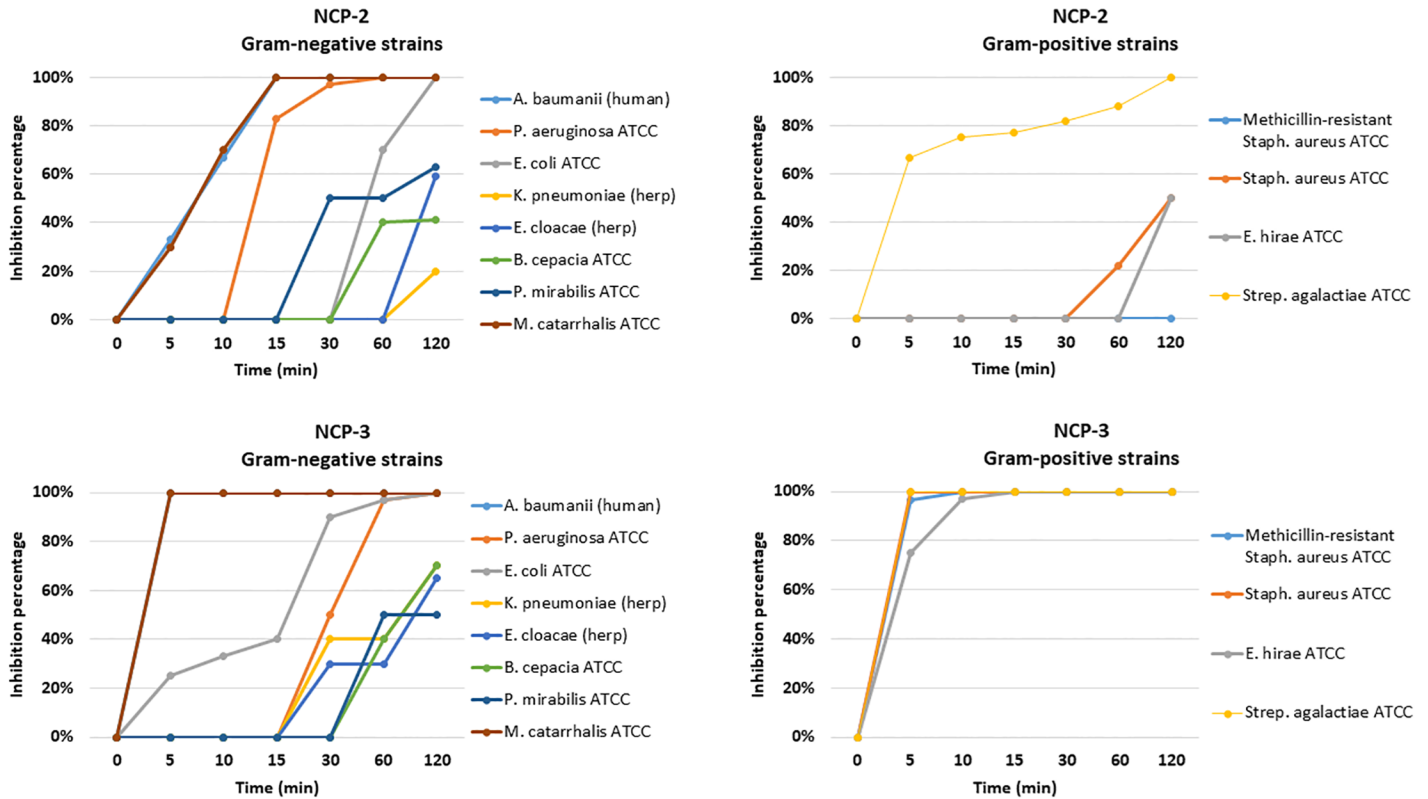 NCP-2
Gram-negative strains
Inhibition percentage
100%
80%
60%
40%
20%
0%
0 5 10 15 30 60 120
Time (min)
A. baumanii (human)
P. aeruginosa ATCC
E. coli ATCC
K. pneumoniae (herp)
E. cloacae (herp)
B. cepacia ATCC
P. mirabilis ATCC
M. catarrhalis ATCC
NCP-2
Gram-positive strains
Inhibition percentage
100%
80%
60%
40%
20%
0%
0 5 10 15 30 60 120
Time (min)
Methicillin-resistant
Staph. aureus ATCC
Staph. aureus ATCC
E. hirae ATCC
Strep. agalactiae ATCC
NCP-3
Gram-negative strains
Inhibition percentage
100%
80%
60%
40%
20%
0%
0 5 10 15 30 60 120
Time (min)
A. baumanii (human)
P. aeruginosa ATCC
E. coli ATCC
K. pneumoniae (herp)
E. cloacae (herp)
B. cepacia ATCC
P. mirabilis ATCC
M. catarrhalis ATCC
NCP-3
Gram-positive strains
Inhibition percentage
100%
80%
60%
40%
20%
0%
0 5 10 15 30 60 120
Time (min)
Methicillin-resistant
Staph. aureus ATCC
Staph. aureus ATCC
E. hirae ATCC
Strep. agalactiae ATCC